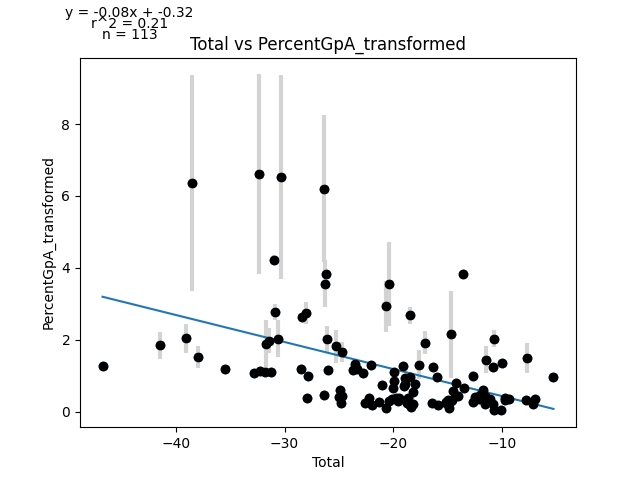 y = -0.08x + -0.32
r^2 = 0.21
n = 113
Total vs PercentGpA_transformed
PercentGpA_transformed
8
6
4
2
0
−40
−30
−20
−10
Total